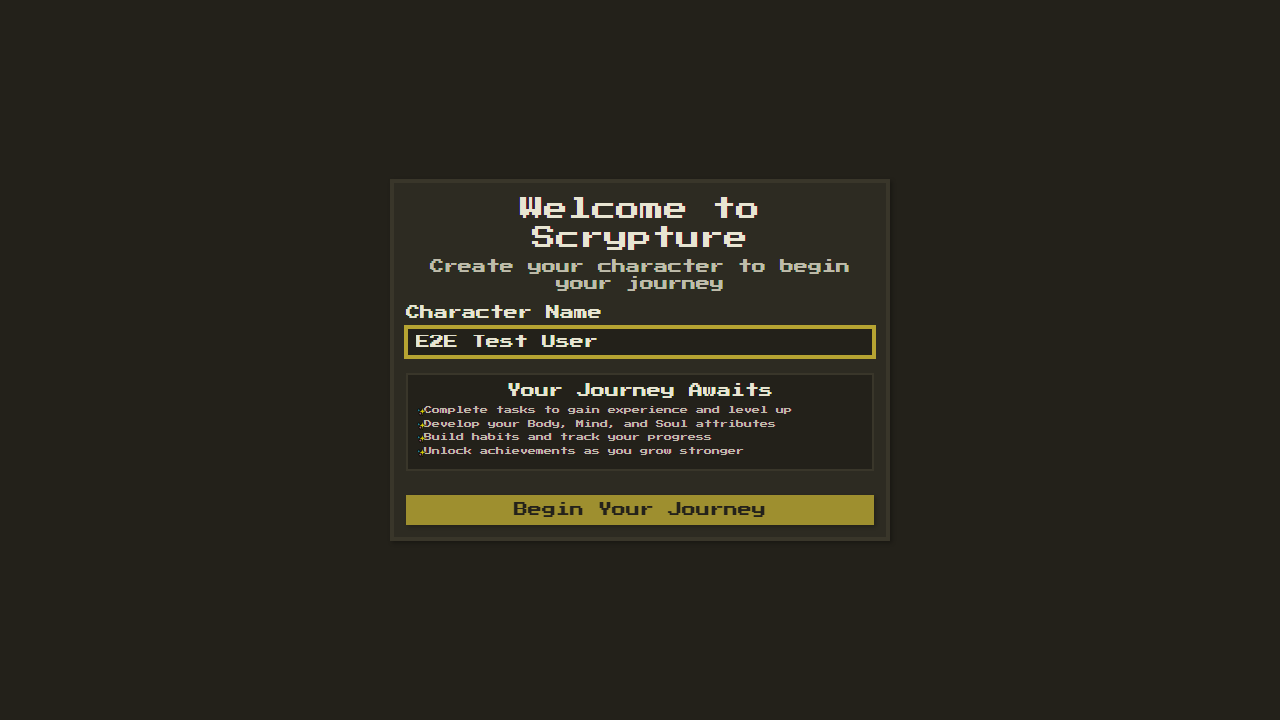 Welcome to
Scrypture
Create your character to begin
your journey
Character Name
E2E Test User
Your Journey Awaits
Complete tasks to gain experience and level up
Develop your Body, Mind, and Soul attributes
Build habits and track your progress
Unlock achievements as you grow stronger
Begin Your Journey